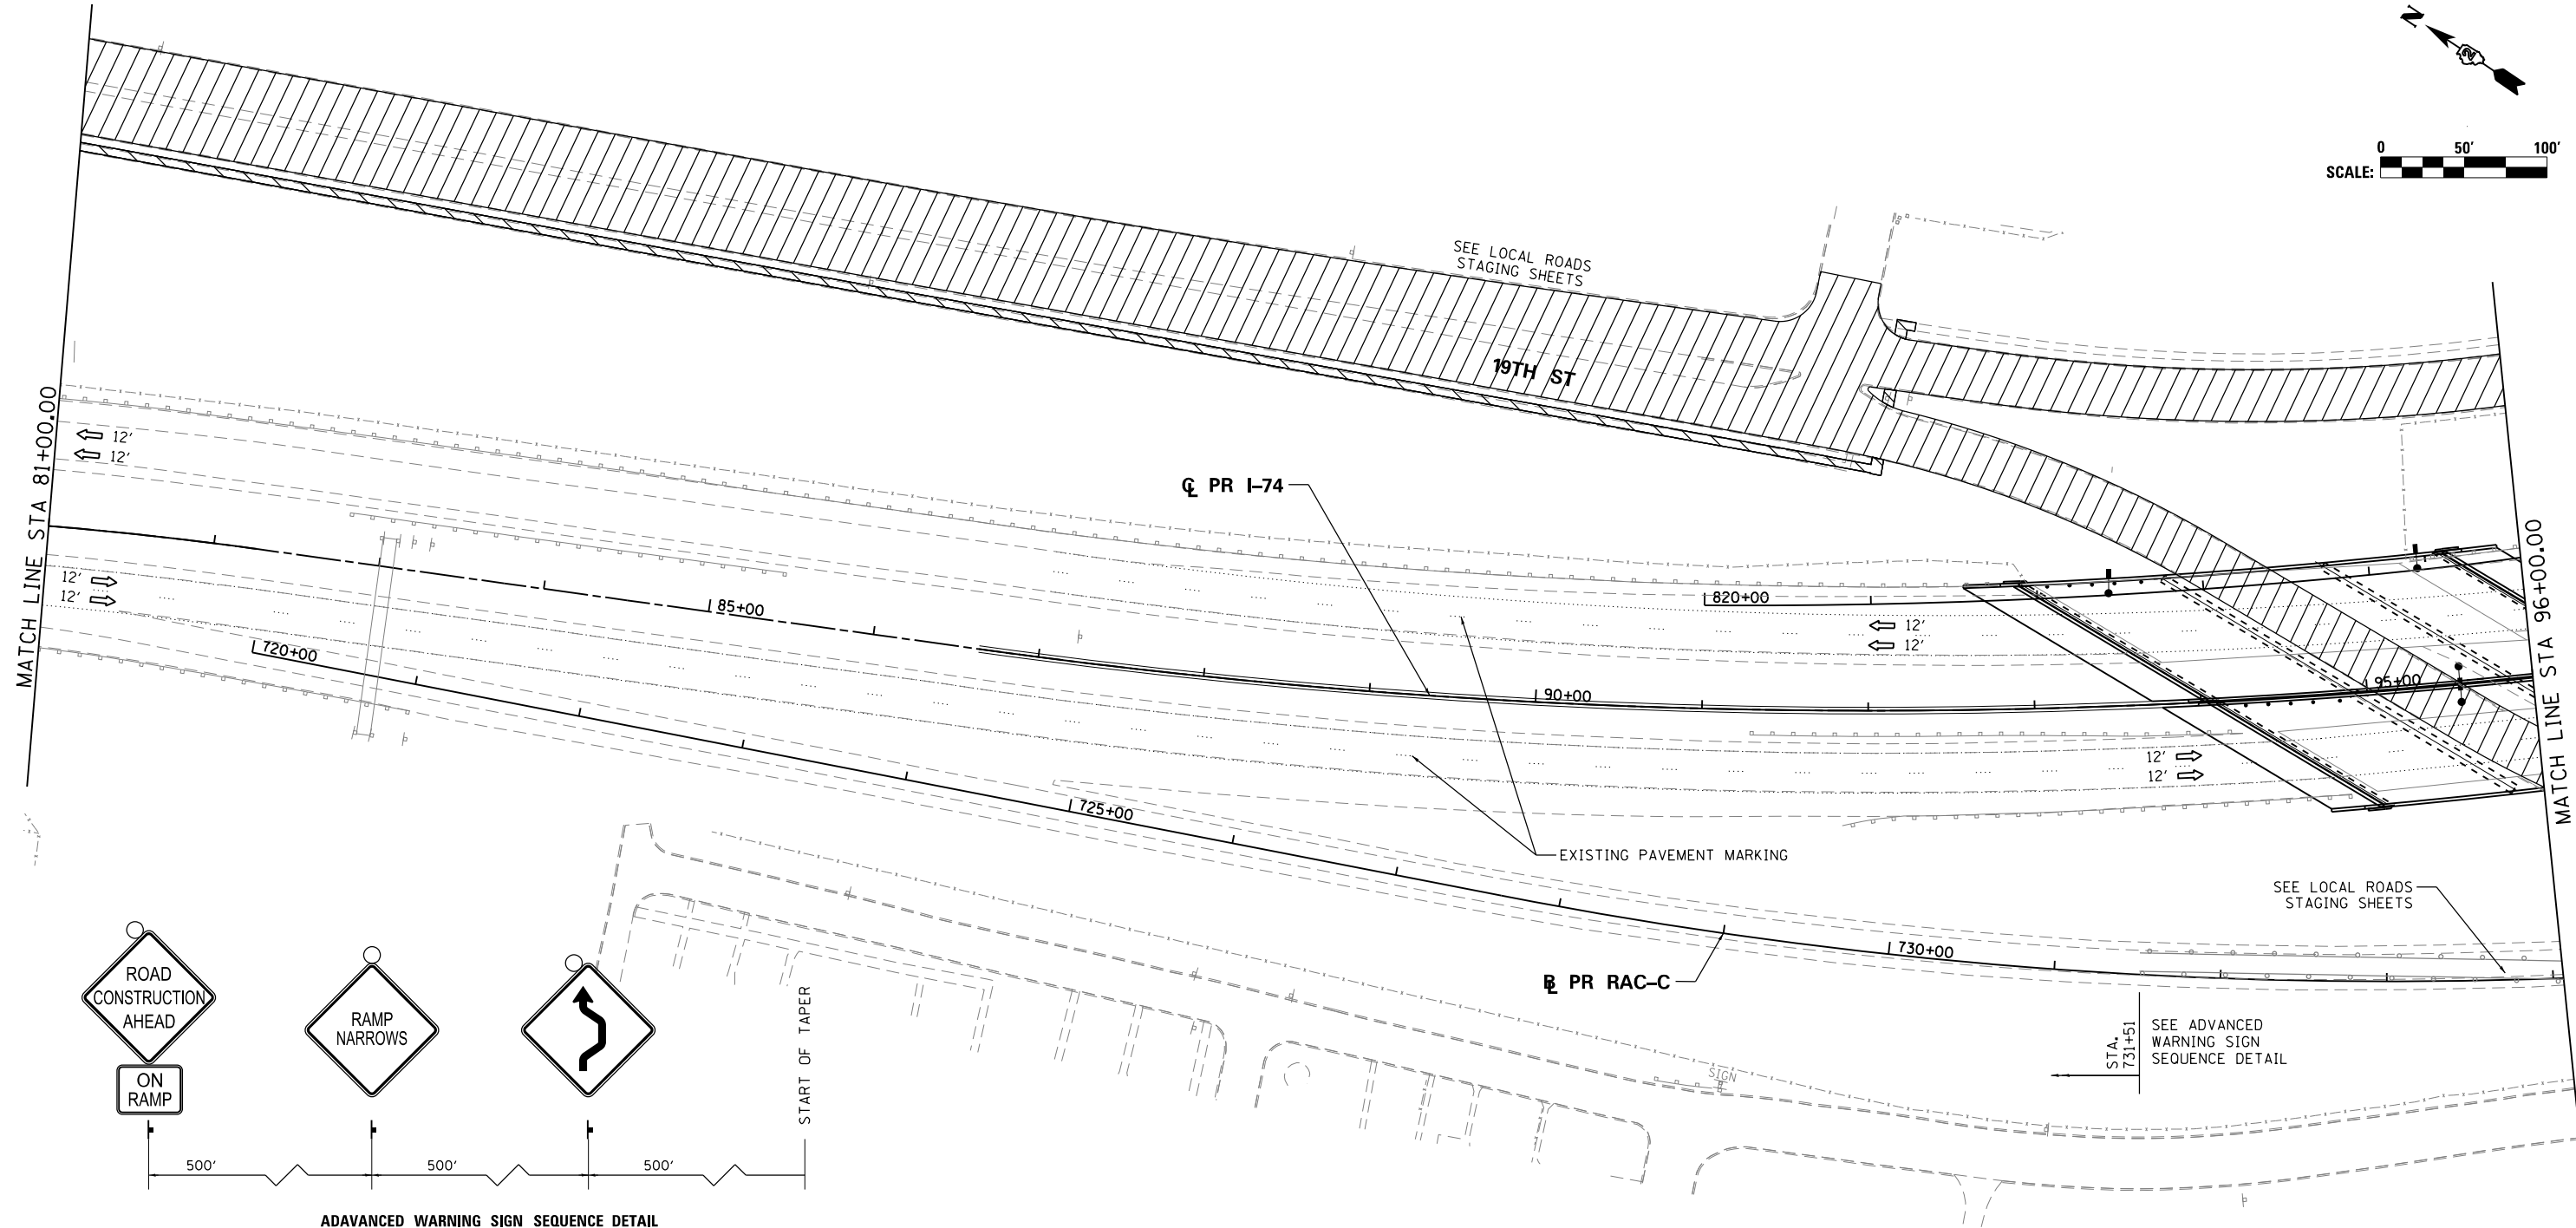 N
2
0 50' 100'
SCALE:
SEE LOCAL ROADS
STAGING SHEETS
19TH ST
MATCH LINE STA 81+00.00
12'
12'
℄ PR I-74
12'
12'
85+00
720+00
820+00
12'
12'
90+00
95+00
MATCH LINE STA 96+00.00
12'
12'
725+00
EXISTING PAVEMENT MARKING
SEE LOCAL ROADS
STAGING SHEETS
730+00
BL PR RAC-C
STA.
731+51
SEE ADVANCED
WARNING SIGN
SEQUENCE DETAIL
SIGN
ROAD
CONSTRUCTION
AHEAD
ON
RAMP
RAMP
NARROWS
START OF TAPER
500' 500' 500'
ADAVANCED WARNING SIGN SEQUENCE DETAIL